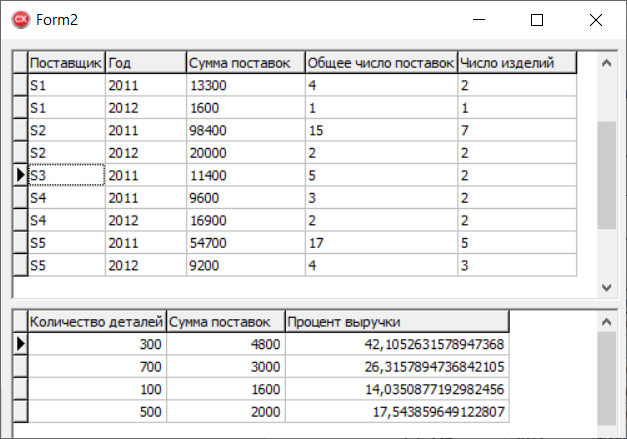 CX Form2
Поставщик Год Сумма поставок Общее число поставок Число изделий
S1 2011 13300 4 2
S1 2012 1600 1 1
S2 2011 98400 15 7
S2 2012 20000 2 2
S3 2011 11400 5 2
S4 2011 9600 3 2
S4 2012 16900 2 2
S5 2011 54700 17 5
S5 2012 9200 4 3
Количество деталей Сумма поставок Процент выручки
300 4800 42,1052631578947368
700 3000 26,3157894736842105
100 1600 14,0350877192982456
500 2000 17,543859649122807